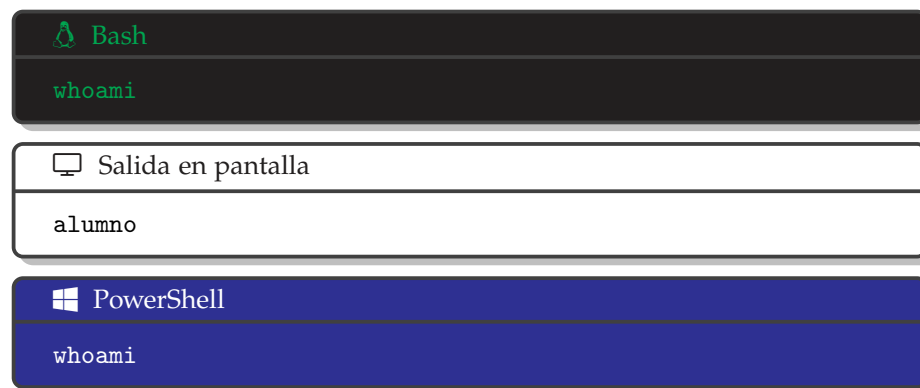 Bash
whoami
Salida en pantalla
alumno
PowerShell
whoami